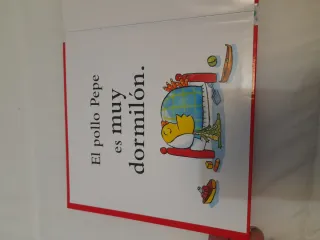 El pollo Pepe
es muy
dormilón.